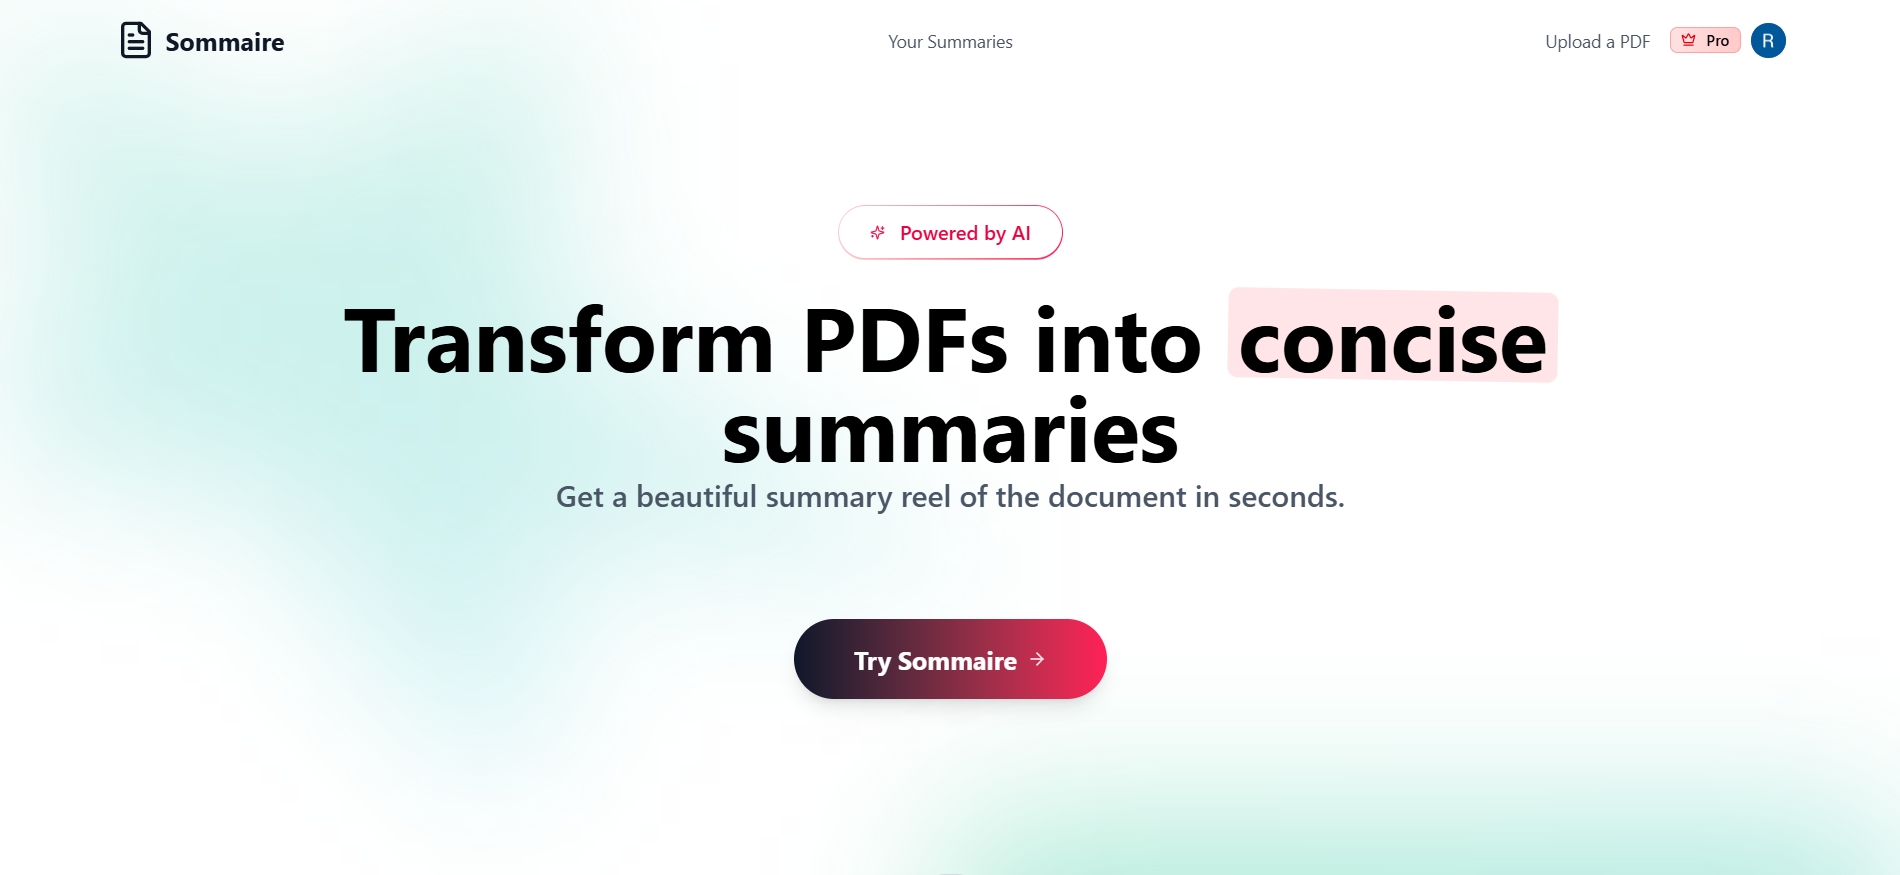 Sommaire
Your Summaries
Upload a PDF
Pro
R
Powered by AI
Transform PDFs into concise
summaries
Get a beautiful summary reel of the document in seconds.
Try Sommaire